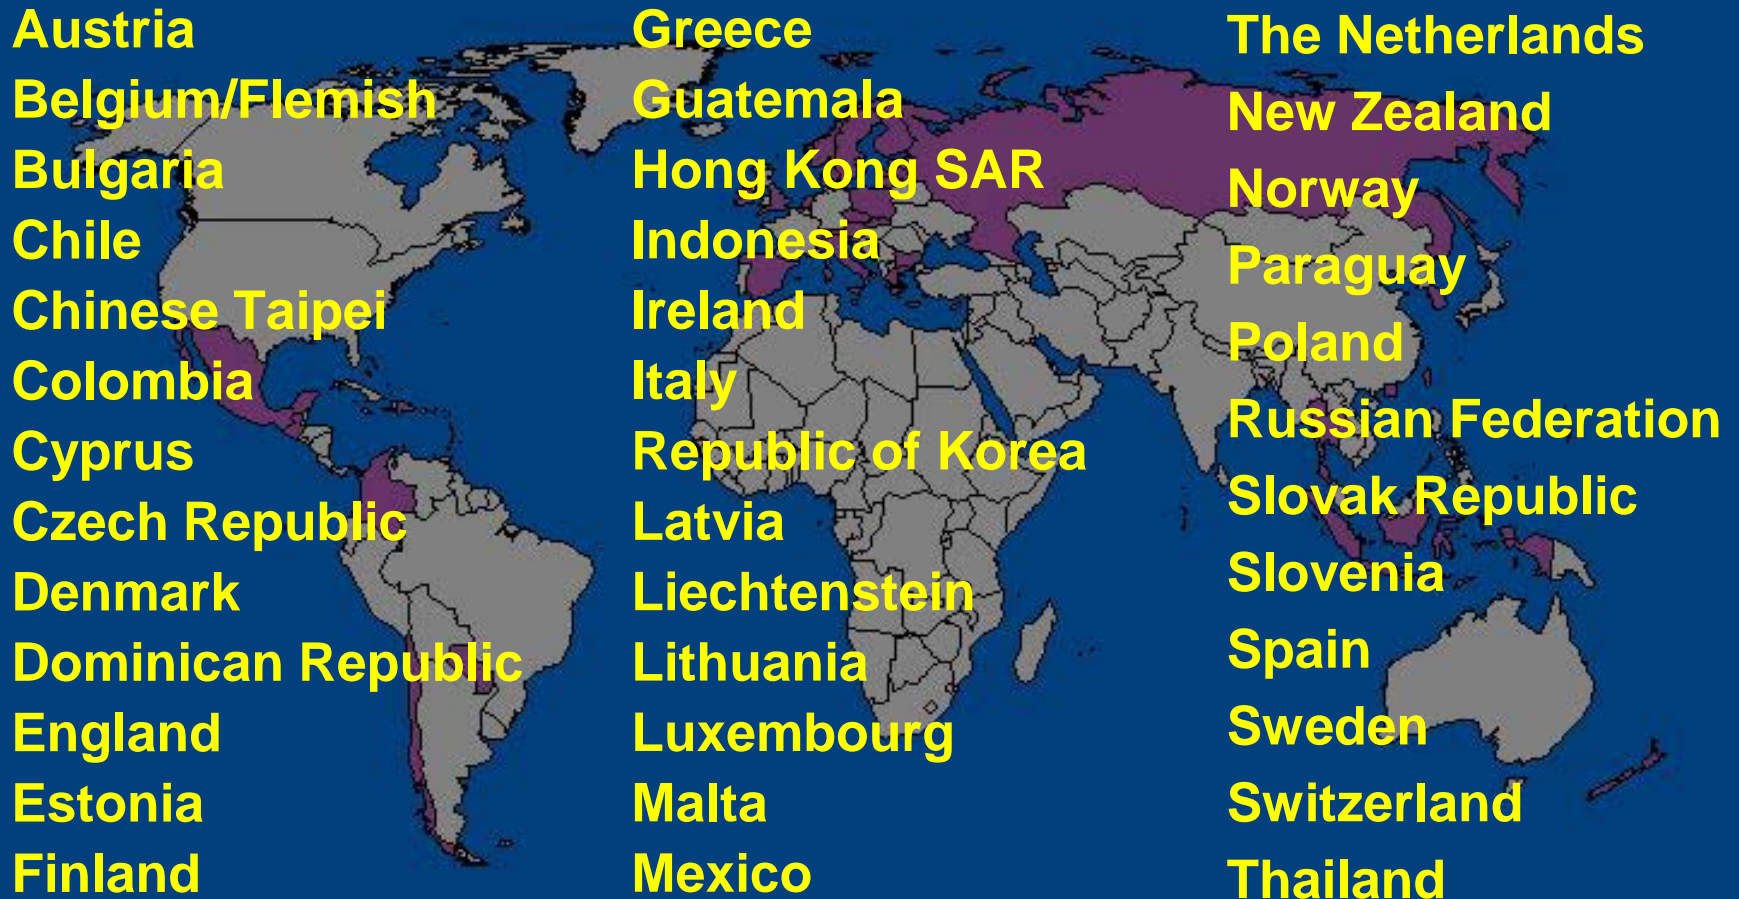 Austria
Belgium/Flemish
Bulgaria
Chile
Chinese Taipei
Colombia
Cyprus
Czech Republic
Denmark
Dominican Republic
England
Estonia
Finland
Greece
Guatemala
Hong Kong SAR
Indonesia
Ireland
Italy
Republic of Korea
Latvia
Liechtenstein
Lithuania
Luxembourg
Malta
Mexico
The Netherlands
New Zealand
Norway
Paraguay
Poland
Russian Federation
Slovak Republic
Slovenia
Spain
Sweden
Switzerland
Thailand